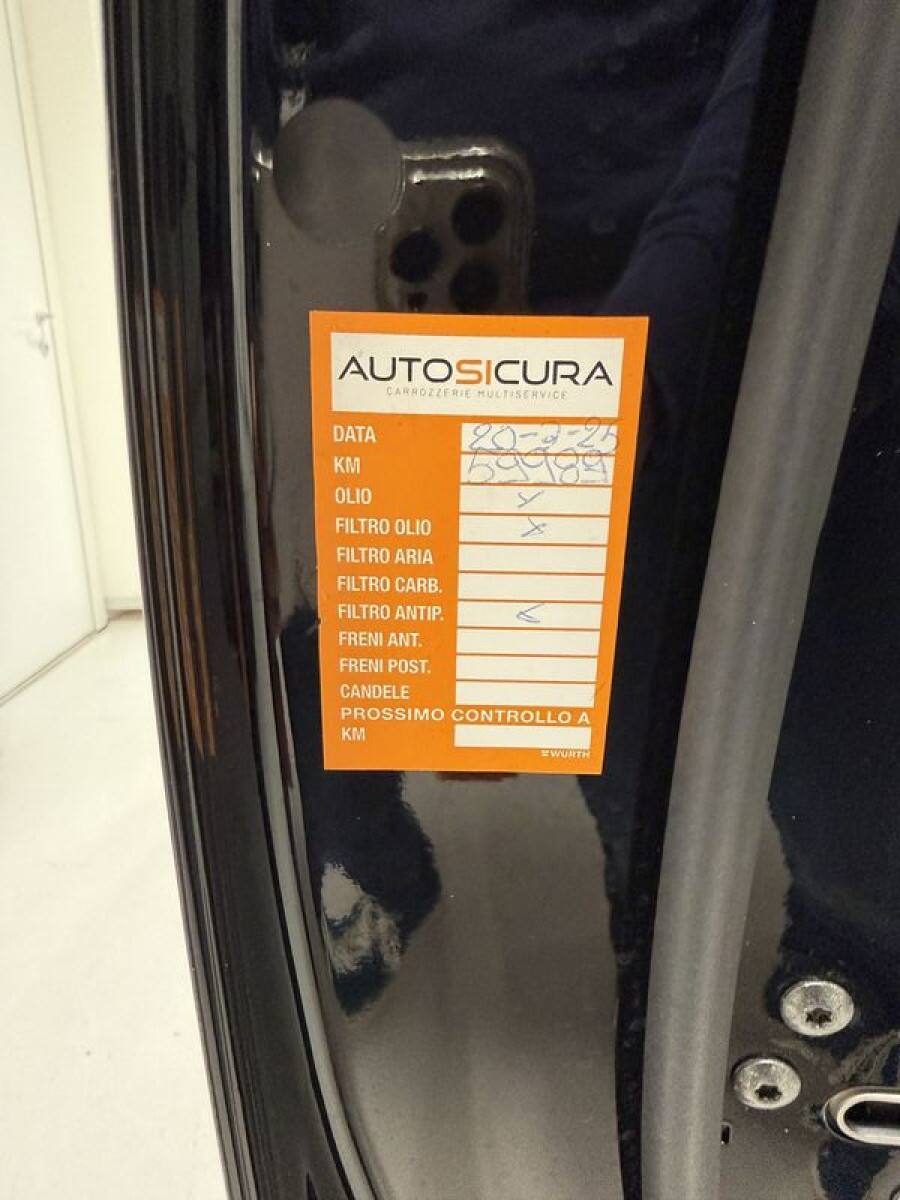 AUTOSICURA
CARROZZERIE MULTISERVICE
DATA 20-2-25
KM 59989
OLIO X
FILTRO OLIO X
FILTRO ARIA
FILTRO CARB.
FILTRO ANTIP. X
FRENI ANT.
FRENI POST.
CANDELE
PROSSIMO CONTROLLO A
KM
WÜRTH